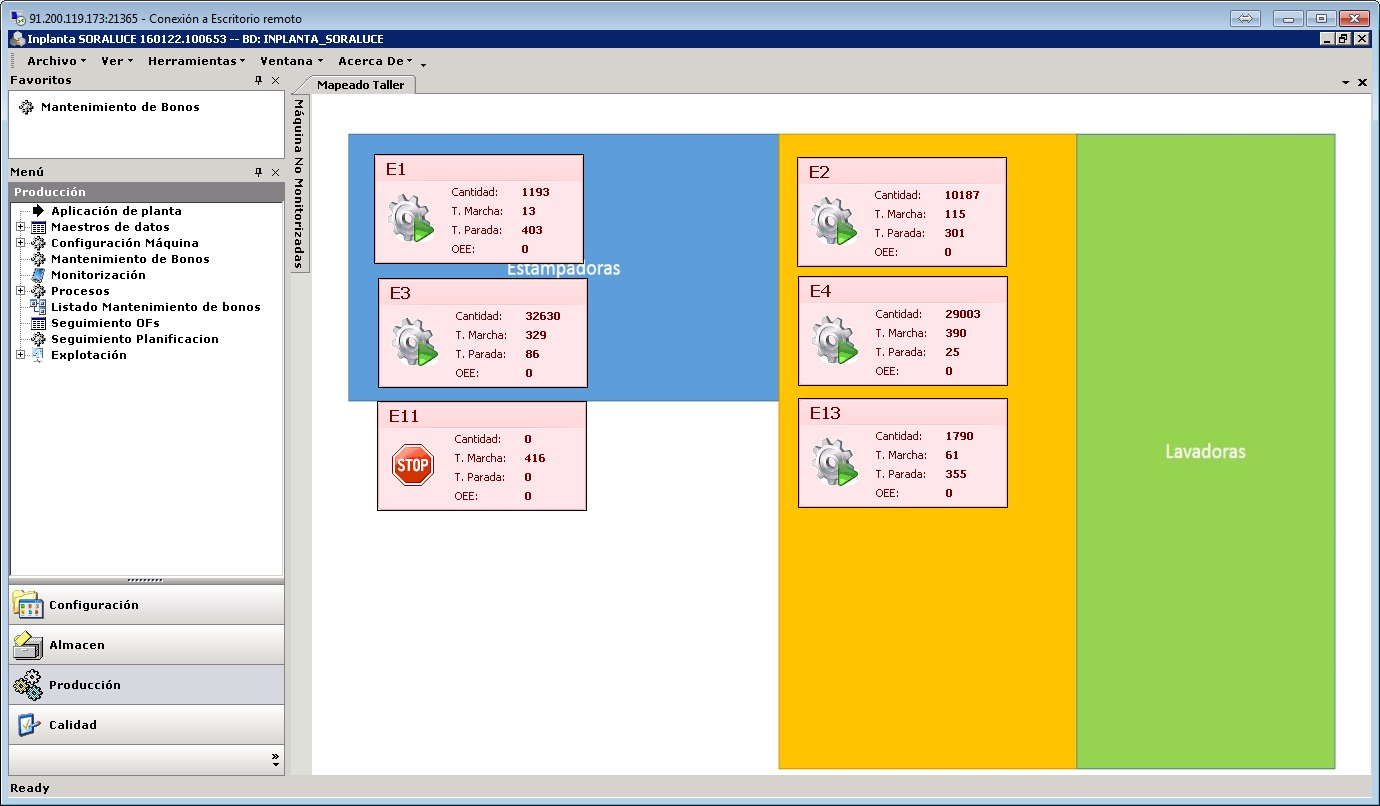 91.200.119.173:21365 - Conexión a Escritorio remoto
Inplanta SORALUCE 160122.100653 -- BD: INPLANTA_SORALUCE
Archivo Ver Herramientas Ventana Acerca De
Favoritos
Mantenimiento de Bonos
Menú
Producción
Aplicación de planta
Maestros de datos
Configuración Máquina
Mantenimiento de Bonos
Monitorización
Procesos
Listado Mantenimiento de bonos
Seguimiento OFs
Seguimiento Planificacion
Explotación
Configuración
Almacen
Producción
Calidad
»
Ready
Máquina No Monitorizadas
Mapeado Taller
E1
Cantidad: 1193
T. Marcha: 13
T. Parada: 403
OEE: 0
Estampadoras
E3
Cantidad: 32630
T. Marcha: 329
T. Parada: 86
OEE: 0
E11
STOP
Cantidad: 0
T. Marcha: 416
T. Parada: 0
OEE: 0
E2
Cantidad: 10187
T. Marcha: 115
T. Parada: 301
OEE: 0
E4
Cantidad: 29003
T. Marcha: 390
T. Parada: 25
OEE: 0
E13
Cantidad: 1790
T. Marcha: 61
T. Parada: 355
OEE: 0
Lavadoras